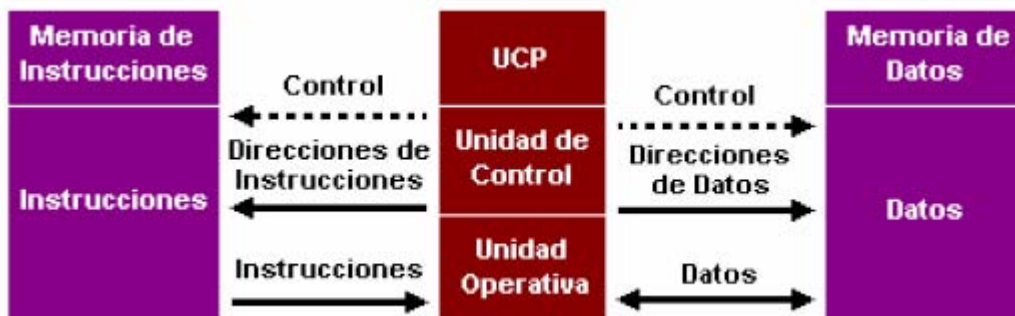 Memoria de
Instrucciones
Instrucciones
Control
Direcciones de
Instrucciones
Instrucciones
UCP
Unidad de
Control
Unidad
Operativa
Control
Direcciones
de Datos
Datos
Memoria de
Datos
Datos